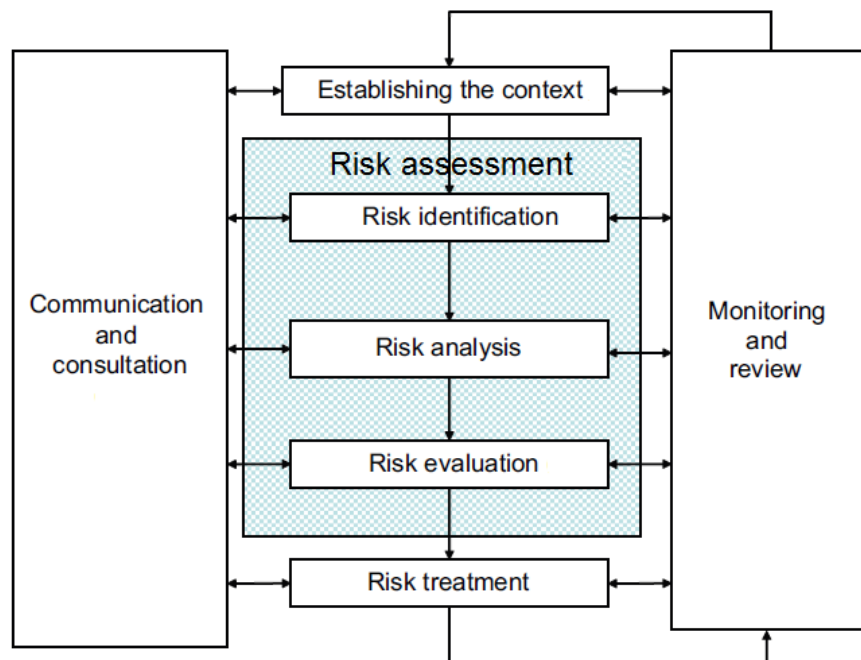 Establishing the context
Risk assessment
Risk identification
Communication
and
consultation
Risk analysis
Monitoring
and
review
Risk evaluation
Risk treatment